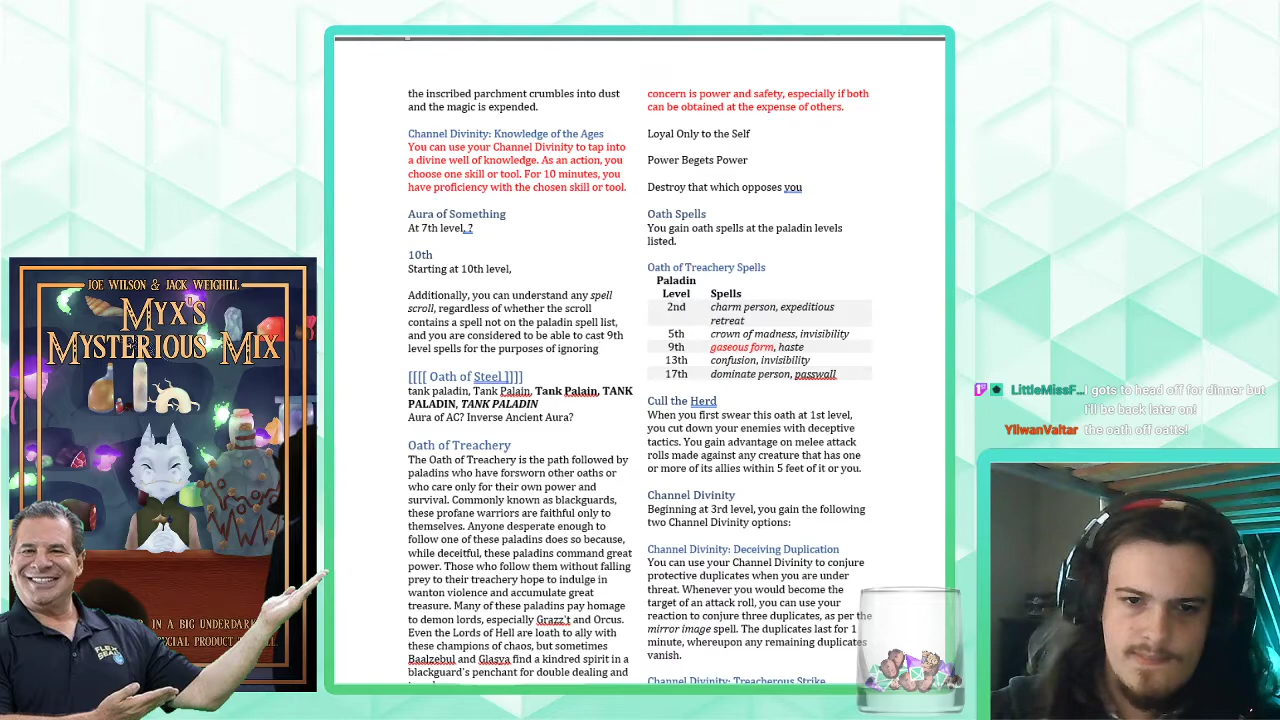 JOE WILSON & JACK WEIGHILL
MYX'S
MYSTERIOUS MIX
IN A BIG UNDERDAR
SPECIAL PRODUCT
the inscribed parchment crumbles into dust
and the magic is expended.
Channel Divinity: Knowledge of the Ages
You can use your Channel Divinity to tap into
a divine well of knowledge. As an action, you
choose one skill or tool. For 10 minutes, you
have proficiency with the chosen skill or tool.
Aura of Something
At 7th level, ?
10th
Starting at 10th level,
Additionally, you can understand any spell
scroll, regardless of whether the scroll
contains a spell not on the paladin spell list,
and you are considered to be able to cast 9th
level spells for the purposes of ignoring
[[[[ Oath of Steel ]]]]
tank paladin, Tank Palain, Tank Palain, TANK
PALADIN, TANK PALADIN
Aura of AC? Inverse Ancient Aura?
Oath of Treachery
The Oath of Treachery is the path followed by
paladins who have forsworn other oaths or
who care only for their own power and
survival. Commonly known as blackguards,
these profane warriors are faithful only to
themselves. Anyone desperate enough to
follow one of these paladins does so because,
while deceitful, these paladins command great
power. Those who follow them without falling
prey to their treachery hope to indulge in
wanton violence and accumulate great
treasure. Many of these paladins pay homage
to demon lords, especially Grazz't and Orcus.
Even the Lords of Hell are loath to ally with
these champions of chaos, but sometimes
Baalzebul and Glasya find a kindred spirit in a
blackguard's penchant for double dealing and
concern is power and safety, especially if both
can be obtained at the expense of others.
Loyal Only to the Self
Power Begets Power
Destroy that which opposes you
Oath Spells
You gain oath spells at the paladin levels
listed.
Oath of Treachery Spells
Paladin
Level Spells
2nd charm person, expeditious
retreat
5th crown of madness, invisibility
9th gaseous form, haste
13th confusion, invisibility
17th dominate person, passwall
Cull the Herd
When you first swear this oath at 1st level,
you cut down your enemies with deceptive
tactics. You gain advantage on melee attack
rolls made against any creature that has one
or more of its allies within 5 feet of it or you.
Channel Divinity
Beginning at 3rd level, you gain the following
two Channel Divinity options:
Channel Divinity: Deceiving Duplication
You can use your Channel Divinity to conjure
protective duplicates when you are under
threat. Whenever you would become the
target of an attack roll, you can use your
reaction to conjure three duplicates, as per the
mirror image spell. The duplicates last for 1
minute, whereupon any remaining duplicates
vanish.
Channel Divinity: Treacherous Strike
LittleMissF... I gots to head off for dinner but
I'll be back later on!
YllwanValtar the oath off oatts!